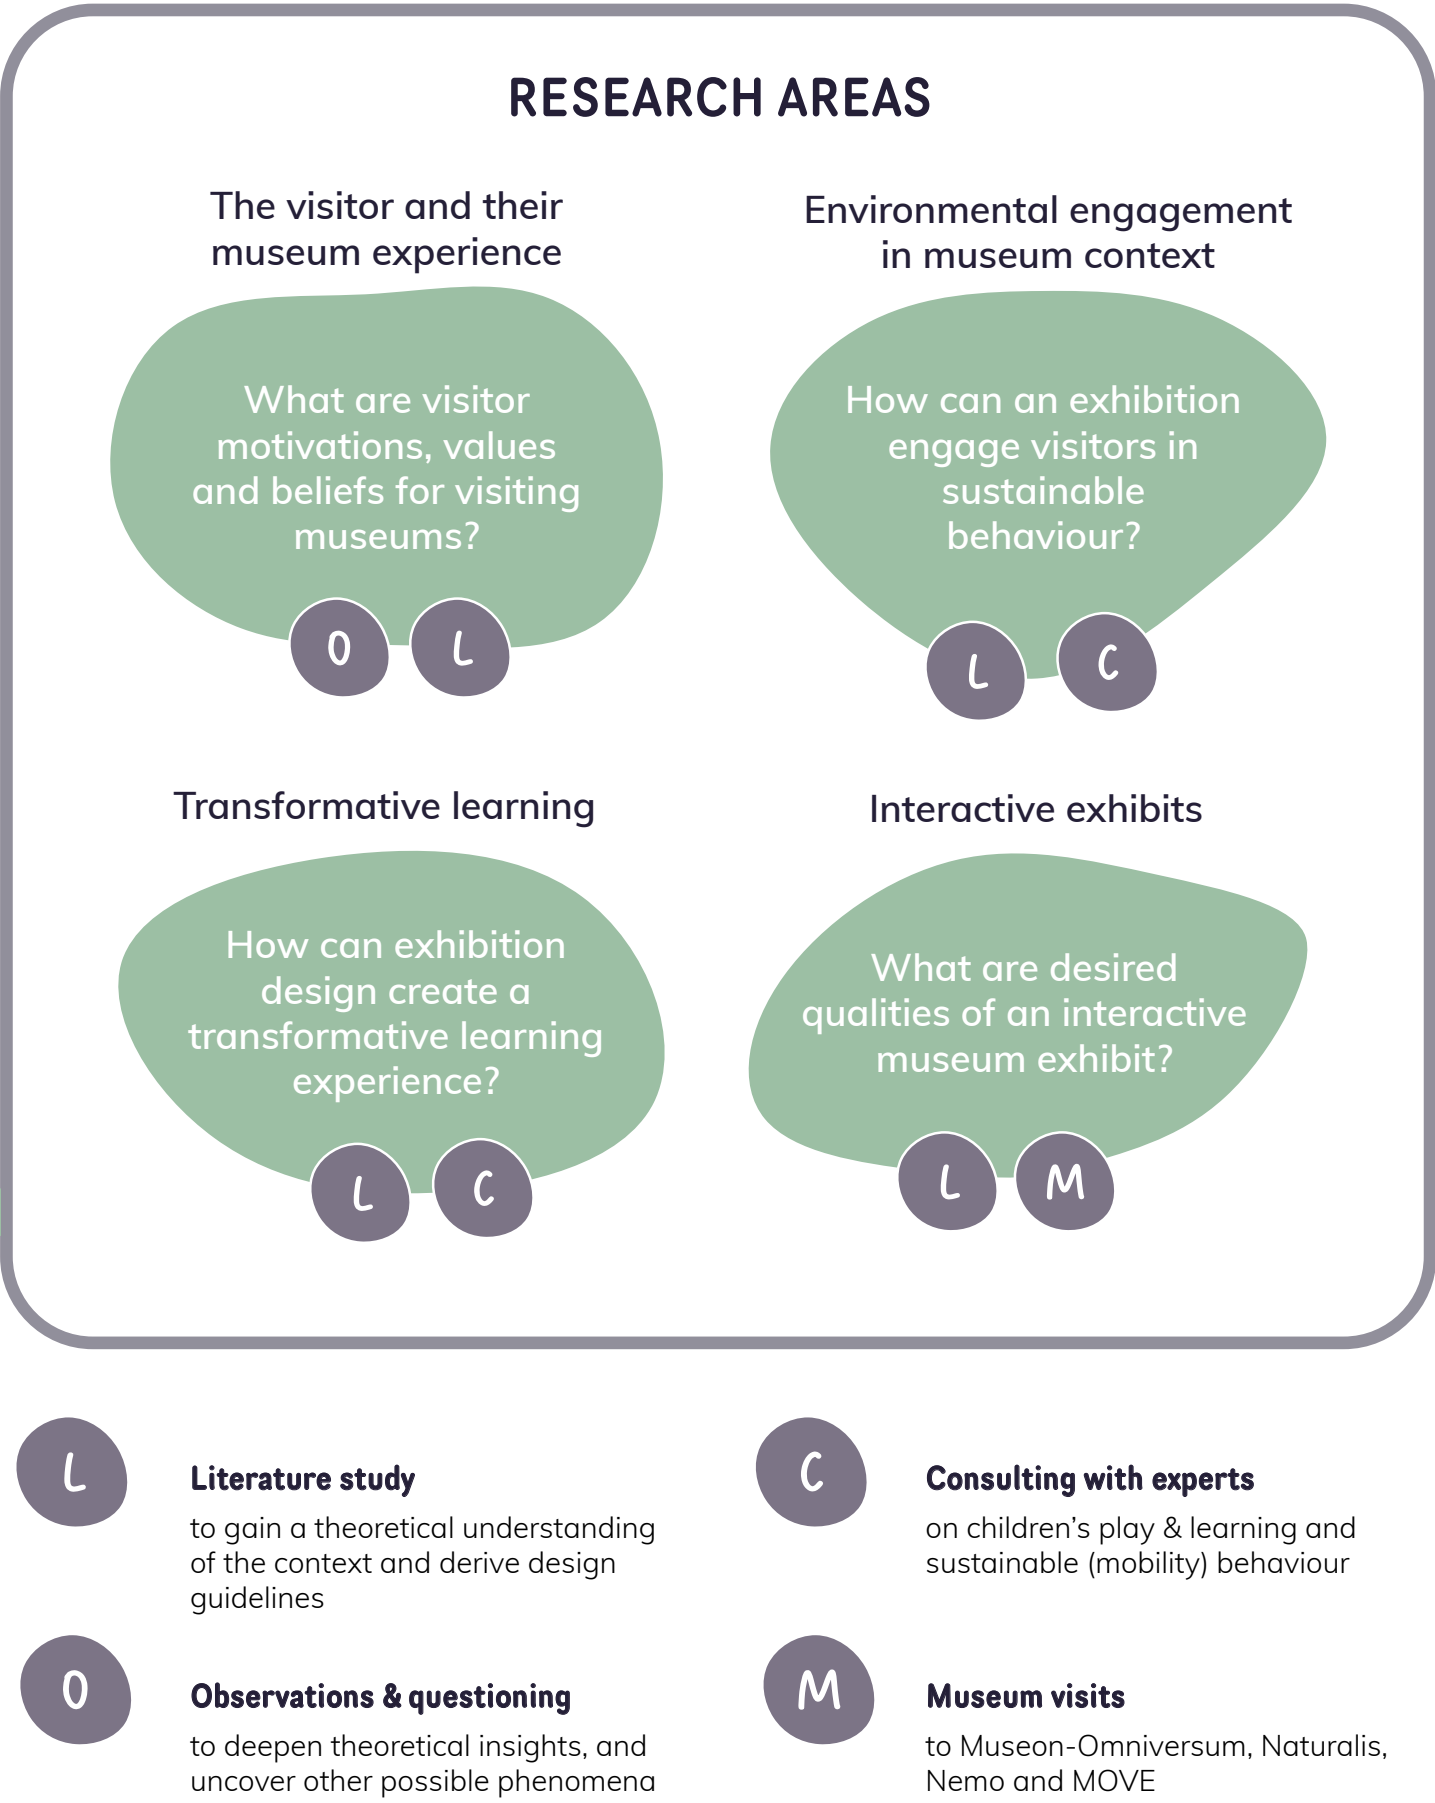 RESEARCH AREAS
The visitor and their
museum experience
What are visitor
motivations, values
and beliefs for visiting
museums?
O L
Environmental engagement
in museum context
How can an exhibition
engage visitors in
sustainable
behaviour?
L C
Transformative learning
How can exhibition
design create a
transformative learning
experience?
L C
Interactive exhibits
What are desired
qualities of an interactive
museum exhibit?
L M
L
Literature study
to gain a theoretical understanding
of the context and derive design
guidelines
C
Consulting with experts
on children’s play & learning and
sustainable (mobility) behaviour
O
Observations & questioning
to deepen theoretical insights, and
uncover other possible phenomena
M
Museum visits
to Museon-Omniversum, Naturalis,
Nemo and MOVE